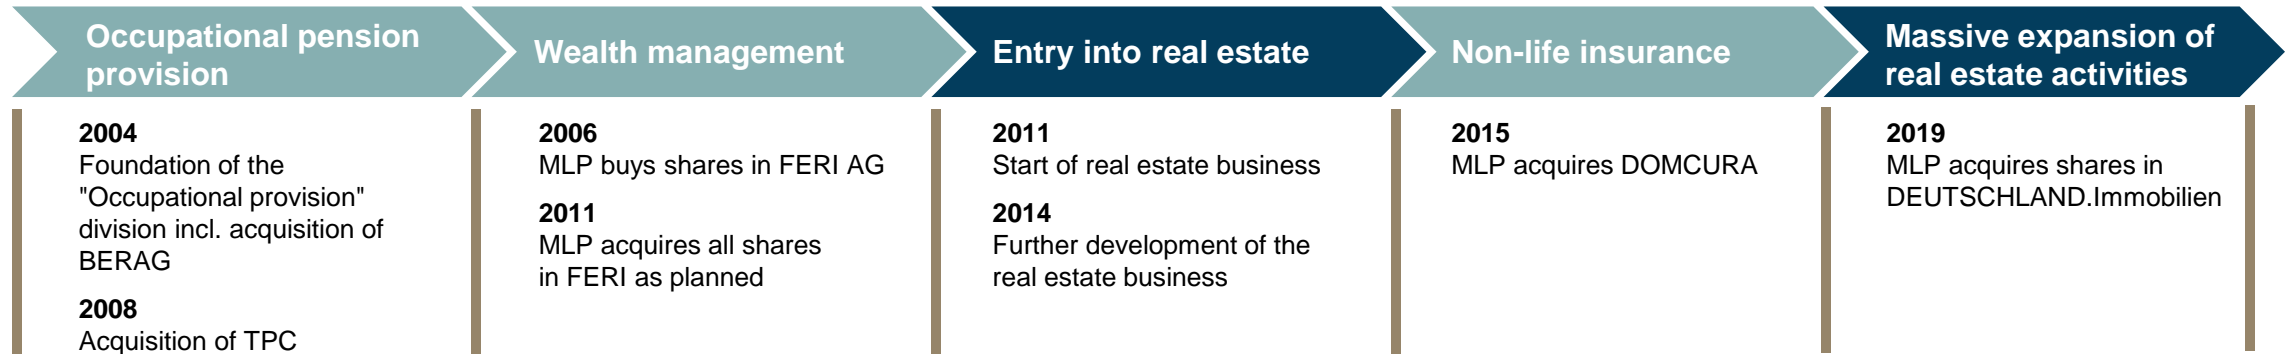 Occupational pension
provision
2004
Foundation of the
"Occupational provision"
division incl. acquisition of
BERAG
2008
Acquisition of TPC
Wealth management
2006
MLP buys shares in FERI AG
2011
MLP acquires all shares
in FERI as planned
Entry into real estate
2011
Start of real estate business
2014
Further development of the
real estate business
Non-life insurance
2015
MLP acquires DOMCURA
Massive expansion of
real estate activities
2019
MLP acquires shares in
DEUTSCHLAND.Immobilien